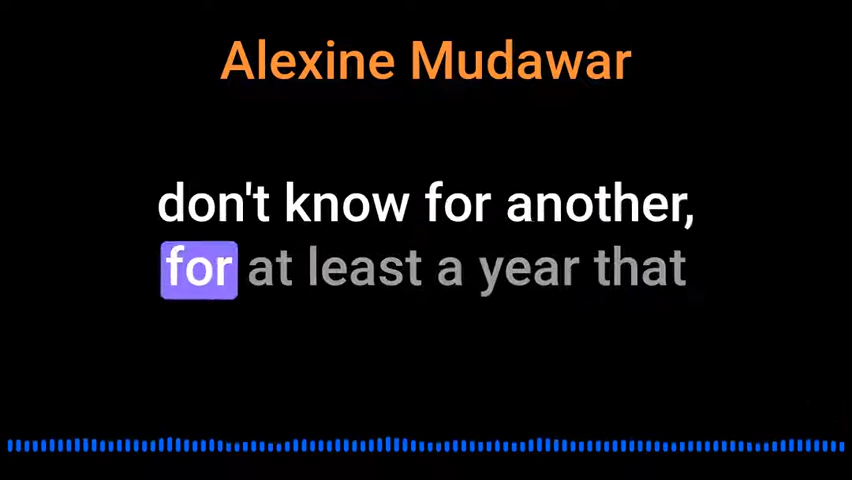 Alexine Mudawar
don't know for another,
for at least a year that